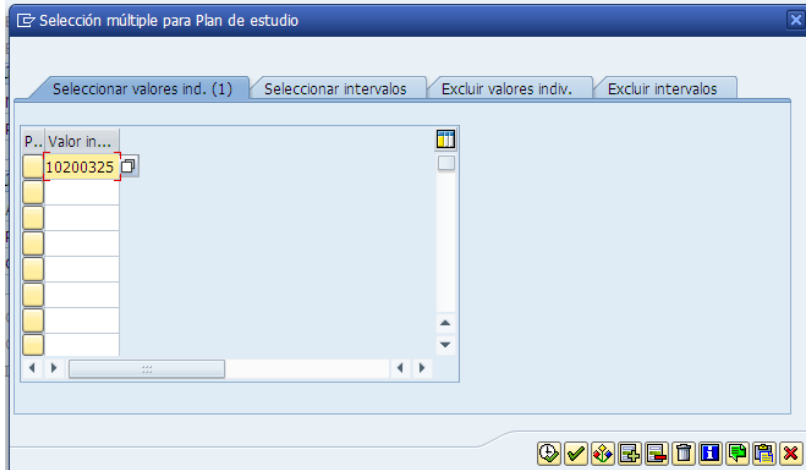 Selección múltiple para Plan de estudio
Seleccionar valores ind. (1) Seleccionar intervalos Excluir valores indiv. Excluir intervalos
P.. Valor in...
10200325